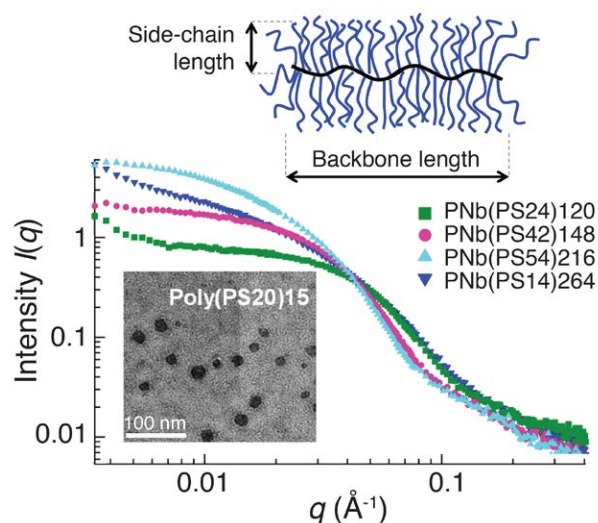 Side-chain
length
Backbone length
PNb(PS24)120
PNb(PS42)148
PNb(PS54)216
PNb(PS14)264
Intensity I(q)
1
0.1
0.01
Poly(PS20)15
100 nm
0.01
0.1
q (Å⁻¹)